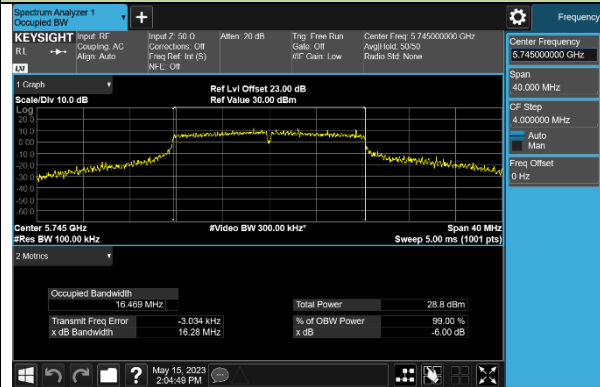 Spectrum Analyzer 1
Occupied BW
Frequency
KEYSIGHT
RL
LXI
Input: RF
Coupling: AC
Align: Auto
Input Z: 50 Ω
Corrections: Off
Freq Ref: Int (S)
NFE: Off
Atten: 20 dB
Trig: Free Run
Gate: Off
#IF Gain: Low
Center Freq: 5.745000000 GHz
Avg|Hold: 50/50
Radio Std: None
Center Frequency
5.745000000 GHz
Span
40.000 MHz
CF Step
4.000000 MHz
Auto
Man
Freq Offset
0 Hz
1 Graph
Scale/Div 10.0 dB
Ref Lvl Offset 23.00 dB
Ref Value 30.00 dBm
Log
20.0
10.0
0.00
-10.0
-20.0
-30.0
-40.0
-50.0
-60.0
Center 5.745 GHz
#Res BW 100.00 kHz
#Video BW 300.00 kHz*
Span 40 MHz
Sweep 5.00 ms (1001 pts)
2 Metrics
Occupied Bandwidth
16.469 MHz
Transmit Freq Error -3.034 kHz
x dB Bandwidth 16.28 MHz
Total Power 28.8 dBm
% of OBW Power 99.00 %
x dB -6.00 dB
May 15, 2023
2:04:49 PM